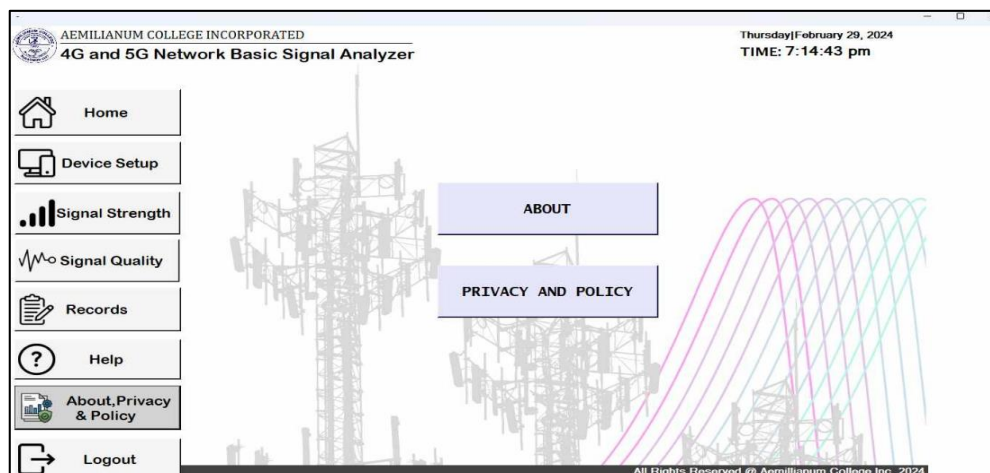 AEMILIANUM COLLEGE INCORPORATED
4G and 5G Network Basic Signal Analyzer
Thursday|February 29, 2024
TIME: 7:14:43 pm
Home
Device Setup
Signal Strength
Signal Quality
Records
Help
About,Privacy
& Policy
Logout
ABOUT
PRIVACY AND POLICY
All Rights Reserved @ Aemillianum College Inc. 2024